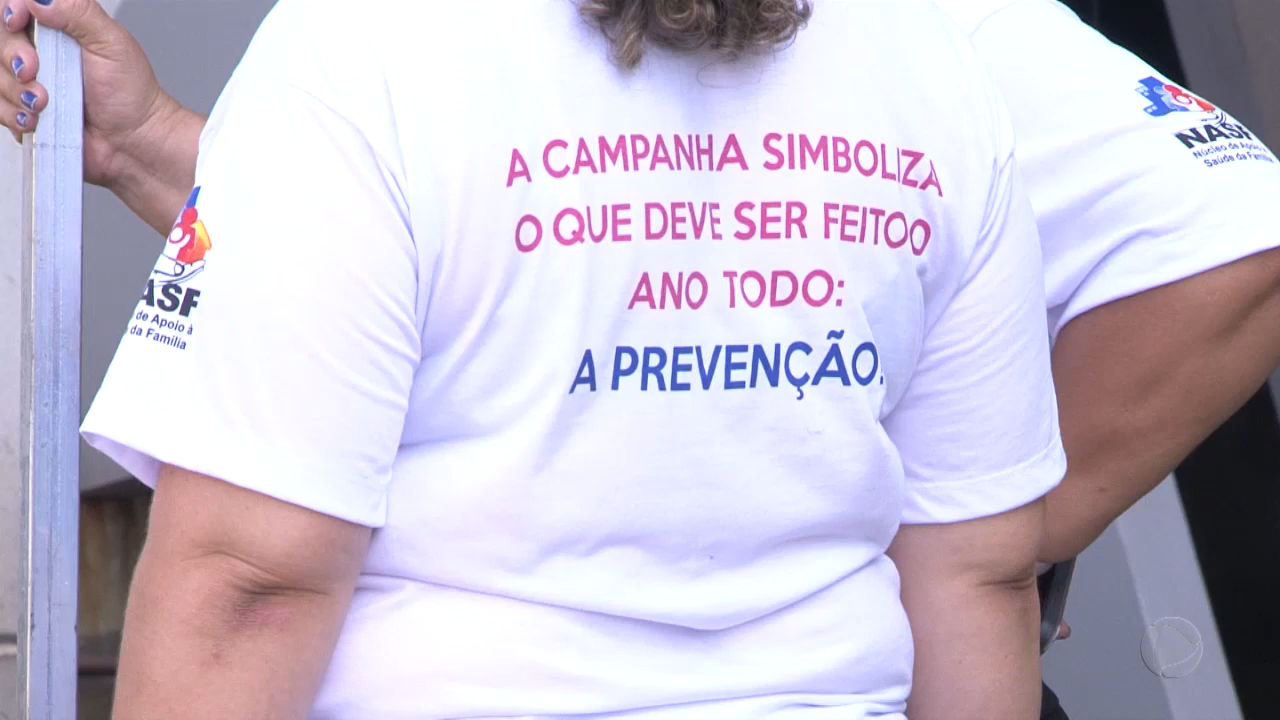 A CAMPANHA SIMBOLIZA
O QUE DEVE SER FEITOO
ANO TODO:
A PREVENÇÃO.
ASF
de Apoio à
da Família
NASF
Núcleo de Apoio à
Saúde da Família